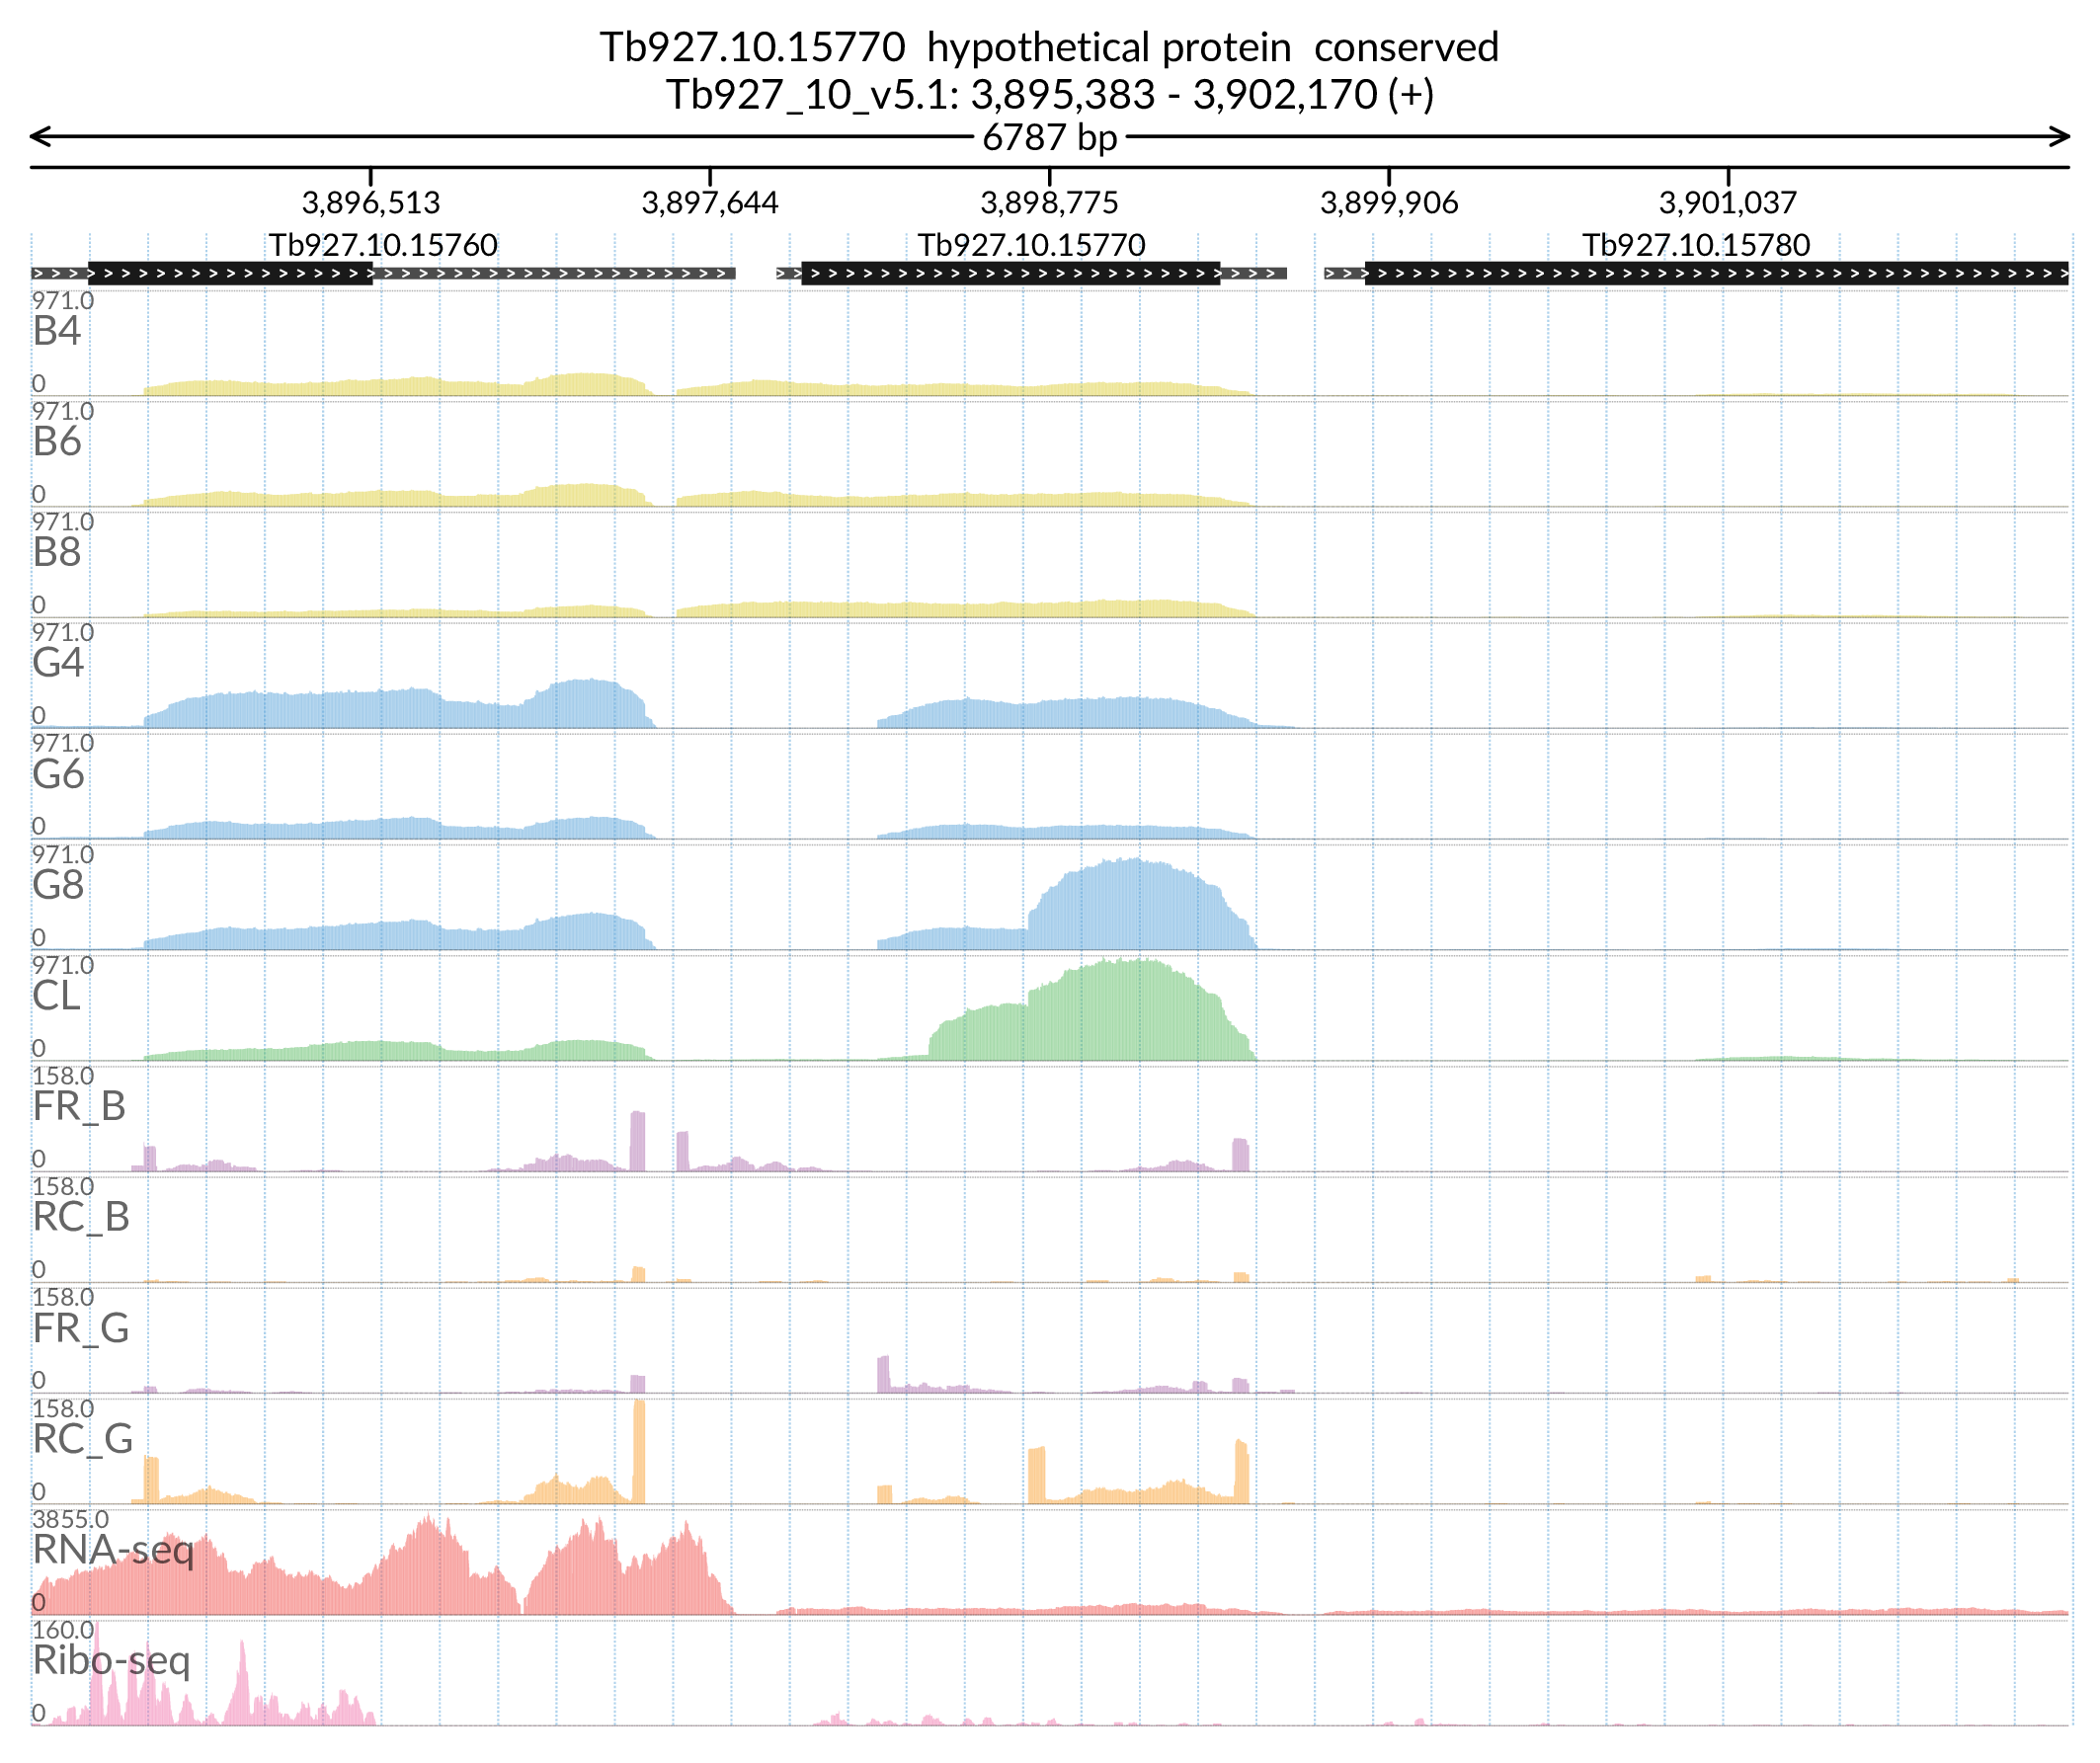 Tb927.10.15770  hypothetical protein  conserved
Tb927_10_v5.1: 3,895,383 - 3,902,170 (+)
6787 bp
3,896,513 3,897,644 3,898,775 3,899,906 3,901,037
Tb927.10.15760 Tb927.10.15770 Tb927.10.15780
971.0
B4
0
971.0
B6
0
971.0
B8
0
971.0
G4
0
971.0
G6
0
971.0
G8
0
971.0
CL
0
158.0
FR_B
0
158.0
RC_B
0
158.0
FR_G
0
158.0
RC_G
0
3855.0
RNA-seq
0
160.0
Ribo-seq
0